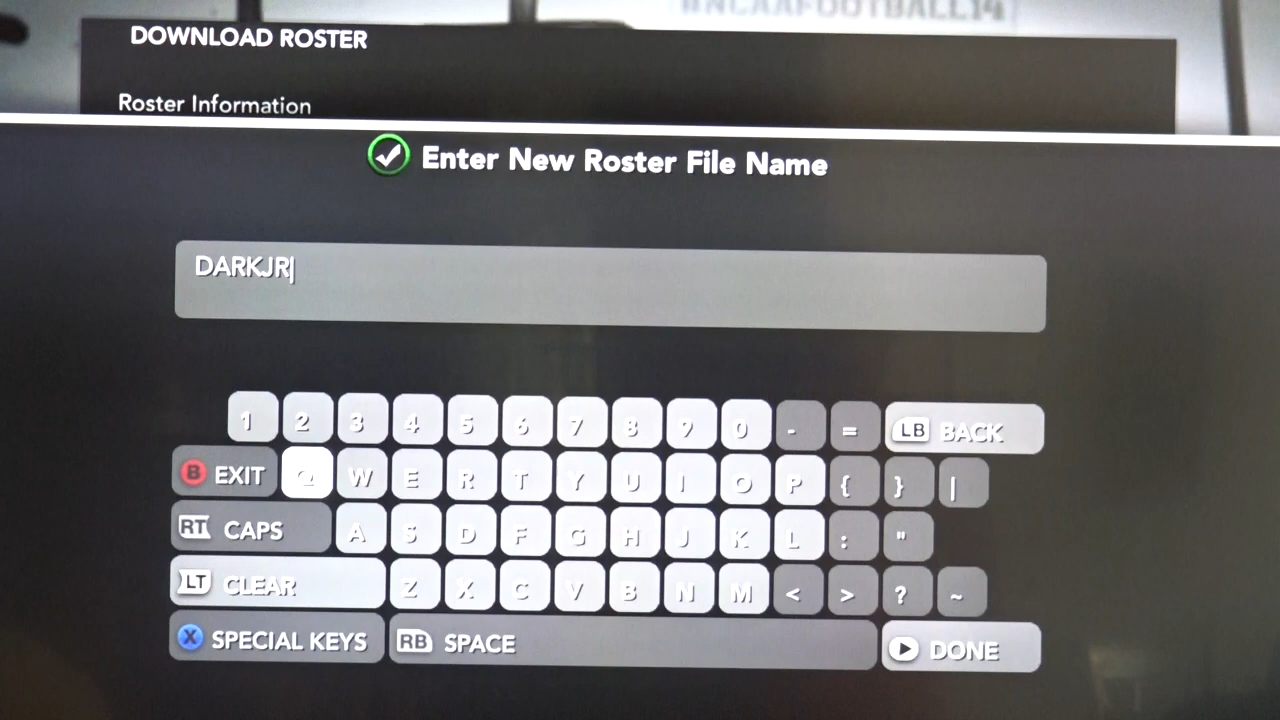 #NCAAFOOTBALL14
DOWNLOAD ROSTER
Roster Information
Enter New Roster File Name
DARKJR
1 2 3 4 5 6 7 8 9 0 - = LB BACK
B EXIT Q W E R T Y U I O P { } |
RT CAPS A S D F G H J K L : "
LT CLEAR Z X C V B N M < > ? ~
X SPECIAL KEYS RB SPACE DONE